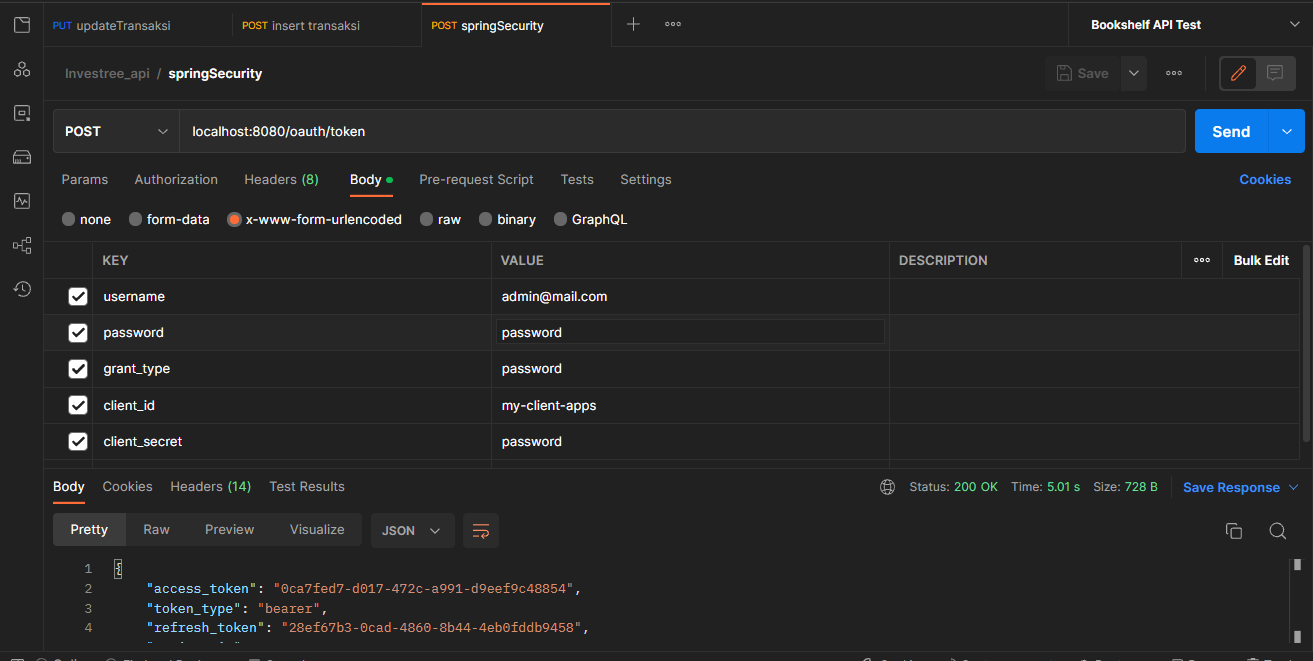 PUT updateTransaksi POST insert transaksi POST springSecurity Bookshelf API Test
Investree_api / springSecurity Save
POST localhost:8080/oauth/token Send
Params Authorization Headers (8) Body Pre-request Script Tests Settings Cookies
none form-data x-www-form-urlencoded raw binary GraphQL
KEY VALUE DESCRIPTION Bulk Edit
username admin@mail.com
password password
grant_type password
client_id my-client-apps
client_secret password
Body Cookies Headers (14) Test Results Status: 200 OK Time: 5.01 s Size: 728 B Save Response
Pretty Raw Preview Visualize JSON
1 {
2 "access_token": "0ca7fed7-d017-472c-a991-d9eef9c48854",
3 "token_type": "bearer",
4 "refresh_token": "28ef67b3-0cad-4860-8b44-4eb0fddb9458",